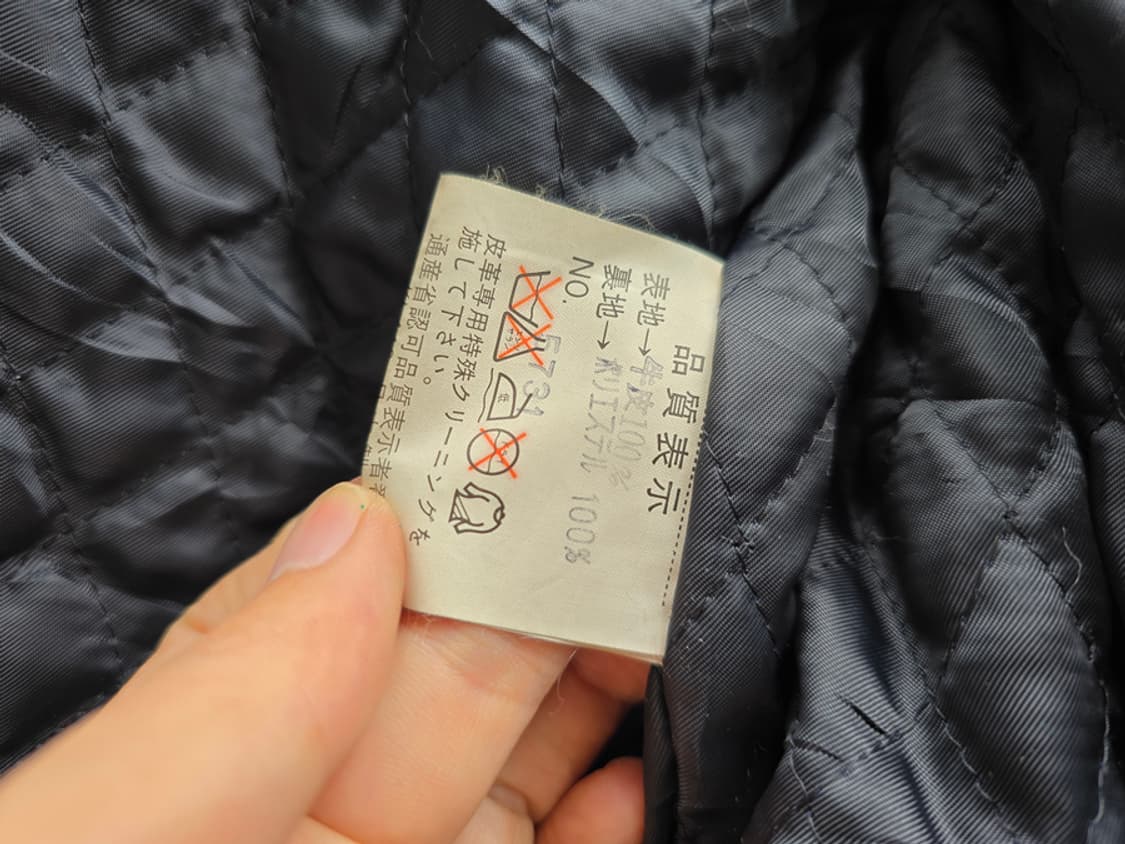 品質表示
表地→牛皮100%
裏地→ポリエステル 100%
NO. 5731
皮革専用特殊クリーニングを
施して下さい。
通産省認可品質表示者